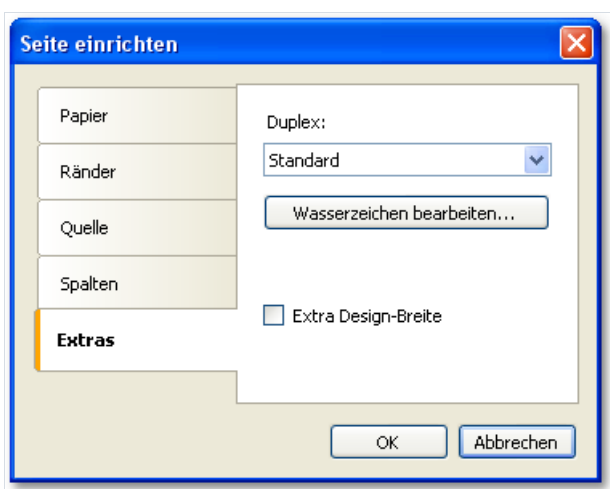 Seite einrichten
Papier
Ränder
Quelle
Spalten
Extras
Duplex:
Standard
Wasserzeichen bearbeiten...
Extra Design-Breite
OK
Abbrechen